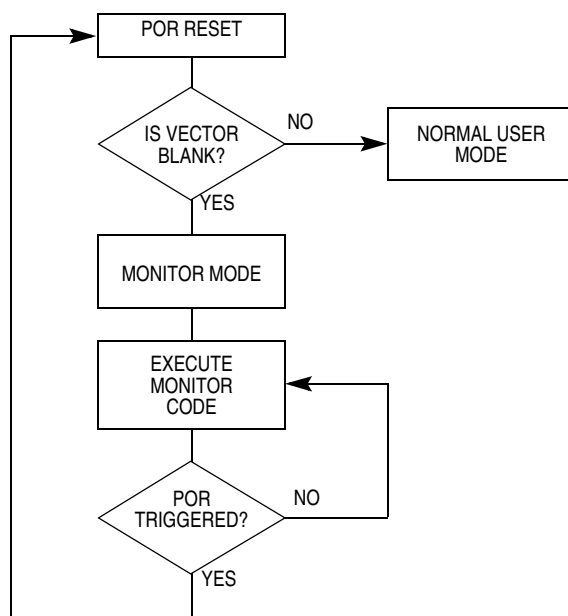 POR RESET
IS VECTOR
BLANK?
NO
NORMAL USER
MODE
YES
MONITOR MODE
EXECUTE
MONITOR
CODE
POR
TRIGGERED?
NO
YES